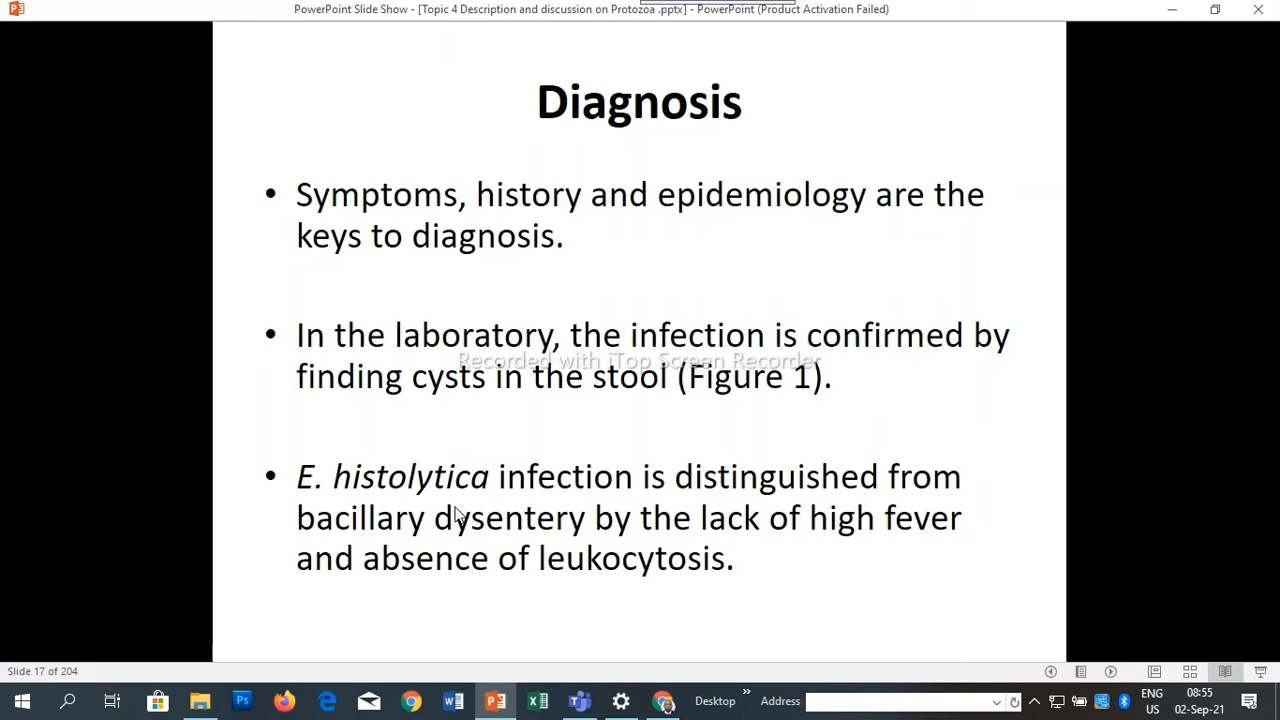 PowerPoint Slide Show - [Topic 4 Description and discussion on Protozoa .pptx] - PowerPoint (Product Activation Failed)
Diagnosis
• Symptoms, history and epidemiology are the
keys to diagnosis.
• In the laboratory, the infection is confirmed by
Recorded with iTop Screen Recorder
finding cysts in the stool (Figure 1).
• E. histolytica infection is distinguished from
bacillary dysentery by the lack of high fever
and absence of leukocytosis.
Slide 17 of 204
Ps
Desktop
Address
ENG
US
08:55
02-Sep-21